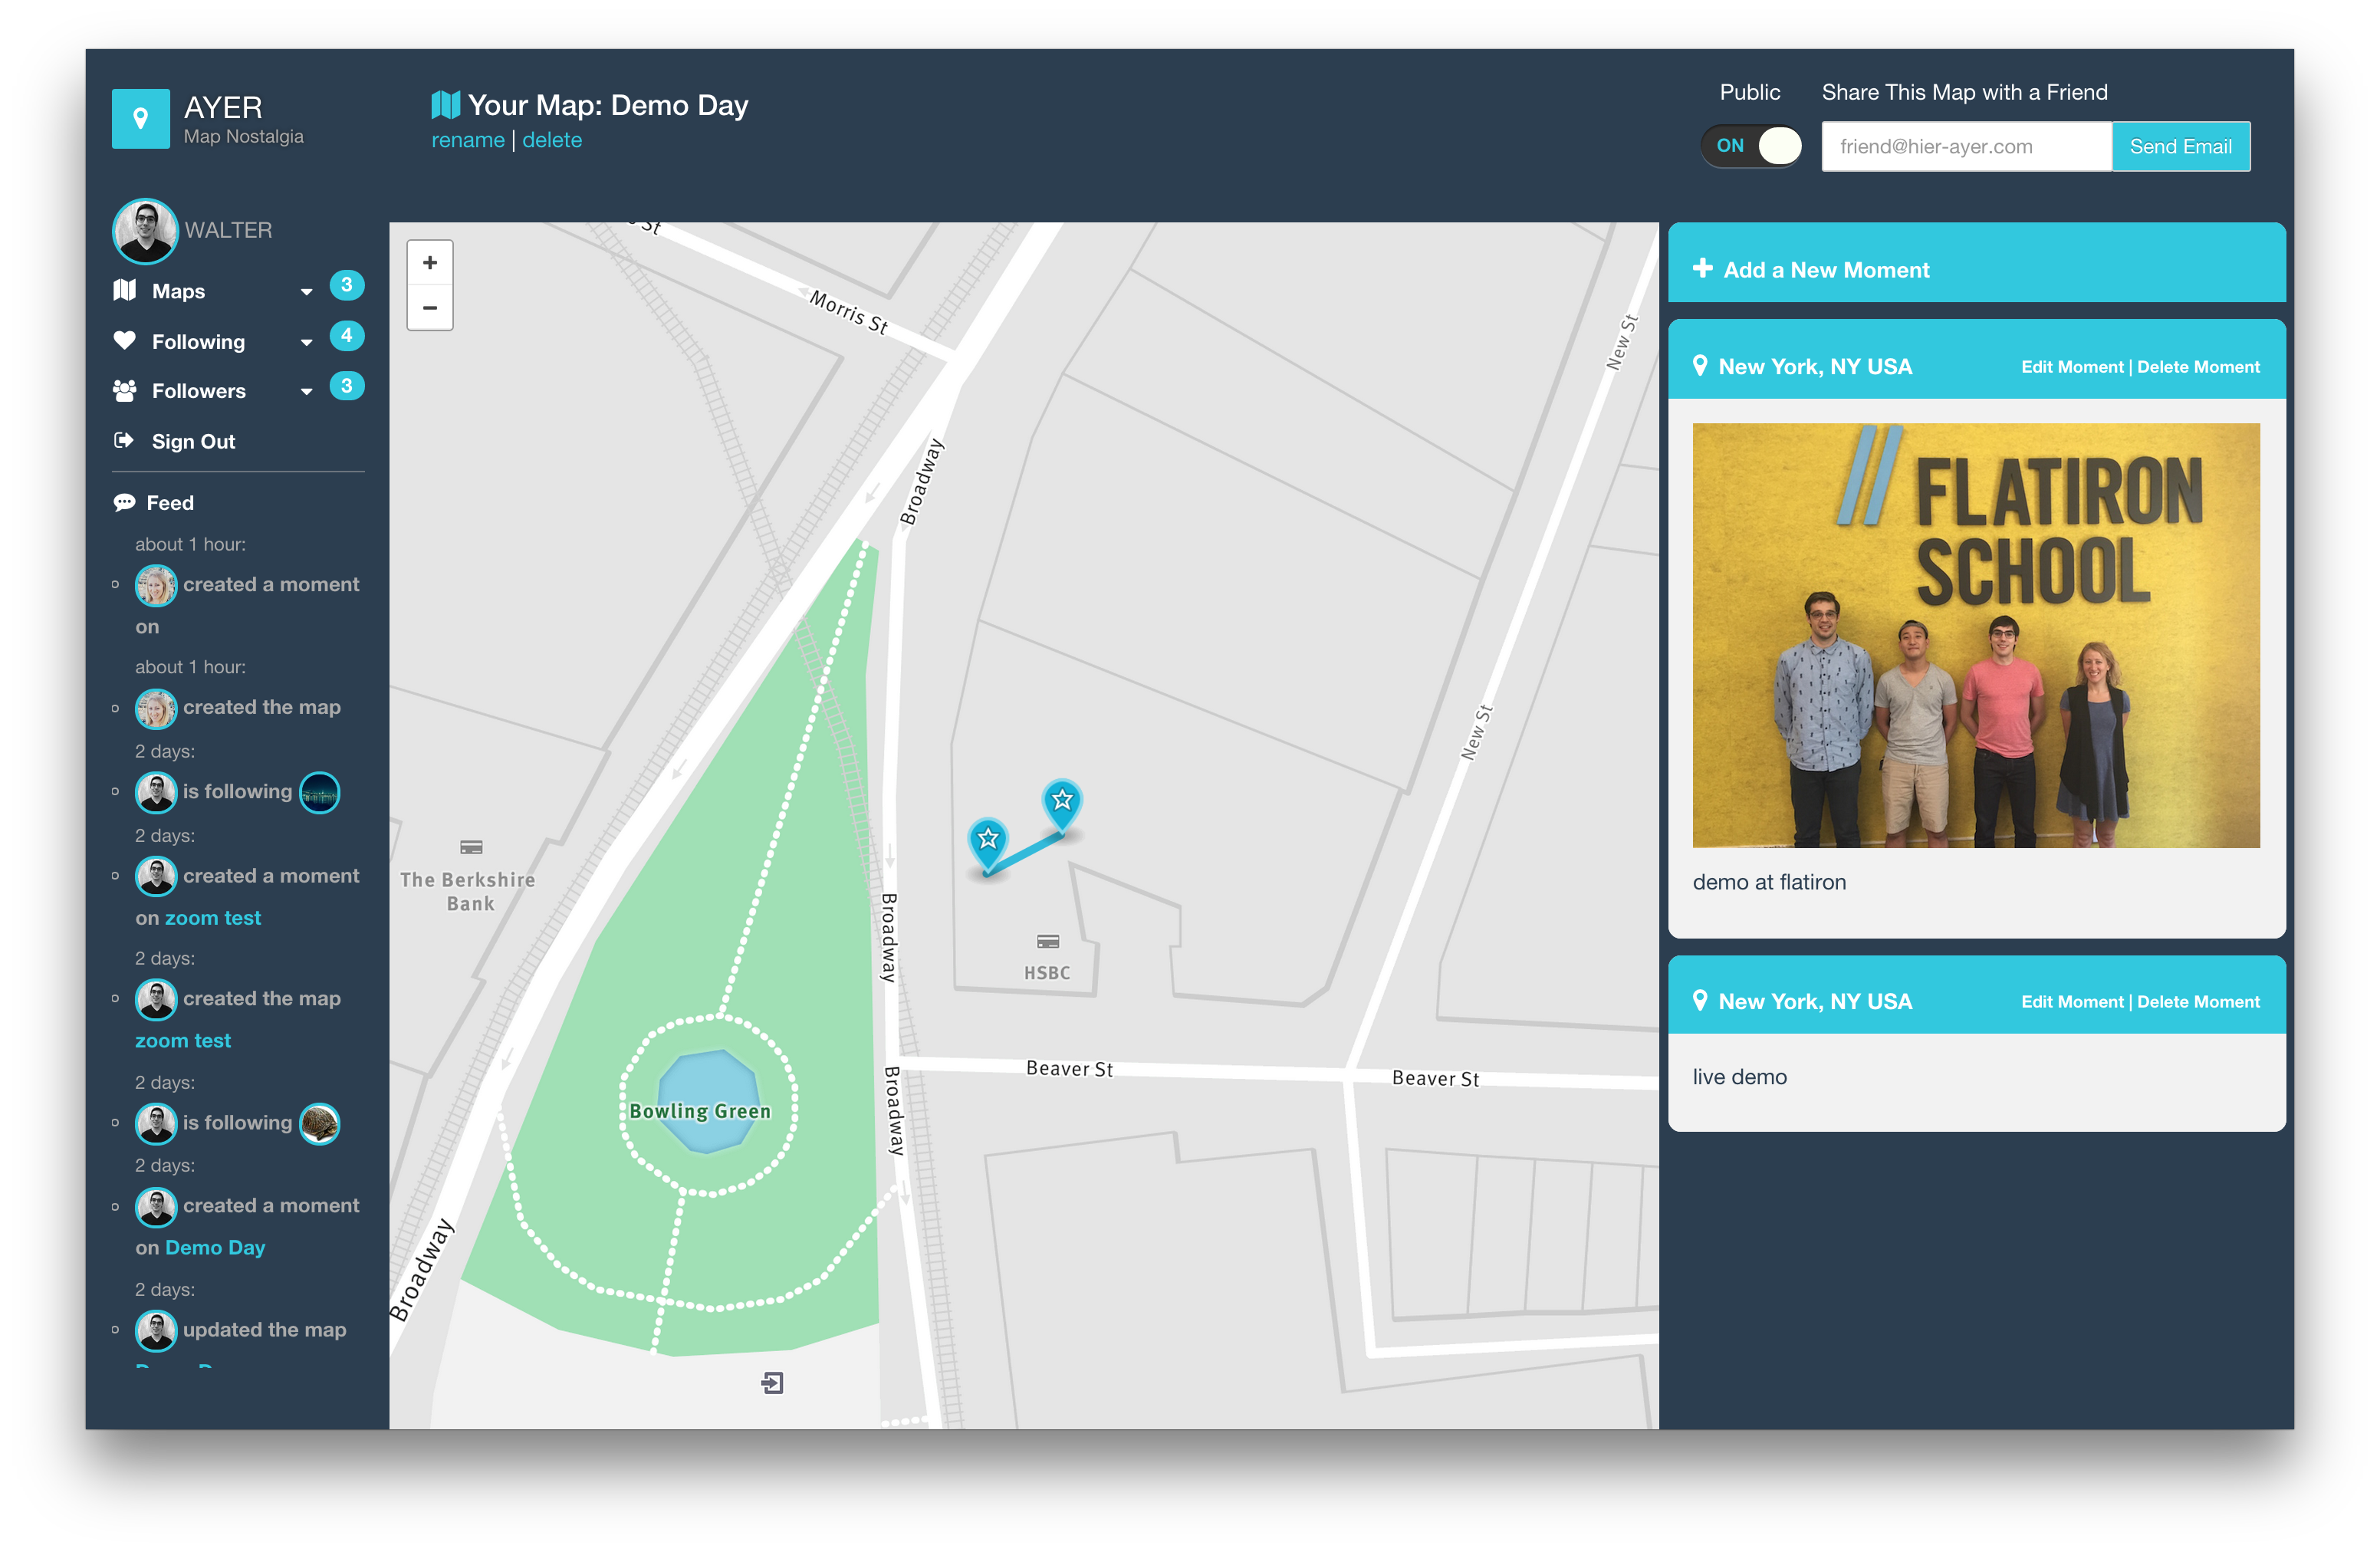 AYER
Map Nostalgia
Your Map: Demo Day
rename | delete
Public
ON
Share This Map with a Friend
friend@hier-ayer.com
Send Email
WALTER
Maps 3
Following 4
Followers 3
Sign Out
Feed
about 1 hour:
created a moment
on
about 1 hour:
created the map
2 days:
is following
2 days:
created a moment
on zoom test
2 days:
created the map
zoom test
2 days:
is following
2 days:
created a moment
on Demo Day
2 days:
updated the map
+
−
St
Morris St
Broadway
New St
New St
The Berkshire
Bank
Broadway
HSBC
Beaver St
Beaver St
Bowling Green
Broadway
Broadway
Add a New Moment
New York, NY USA
Edit Moment | Delete Moment
FLATIRON
SCHOOL
demo at flatiron
New York, NY USA
Edit Moment | Delete Moment
live demo